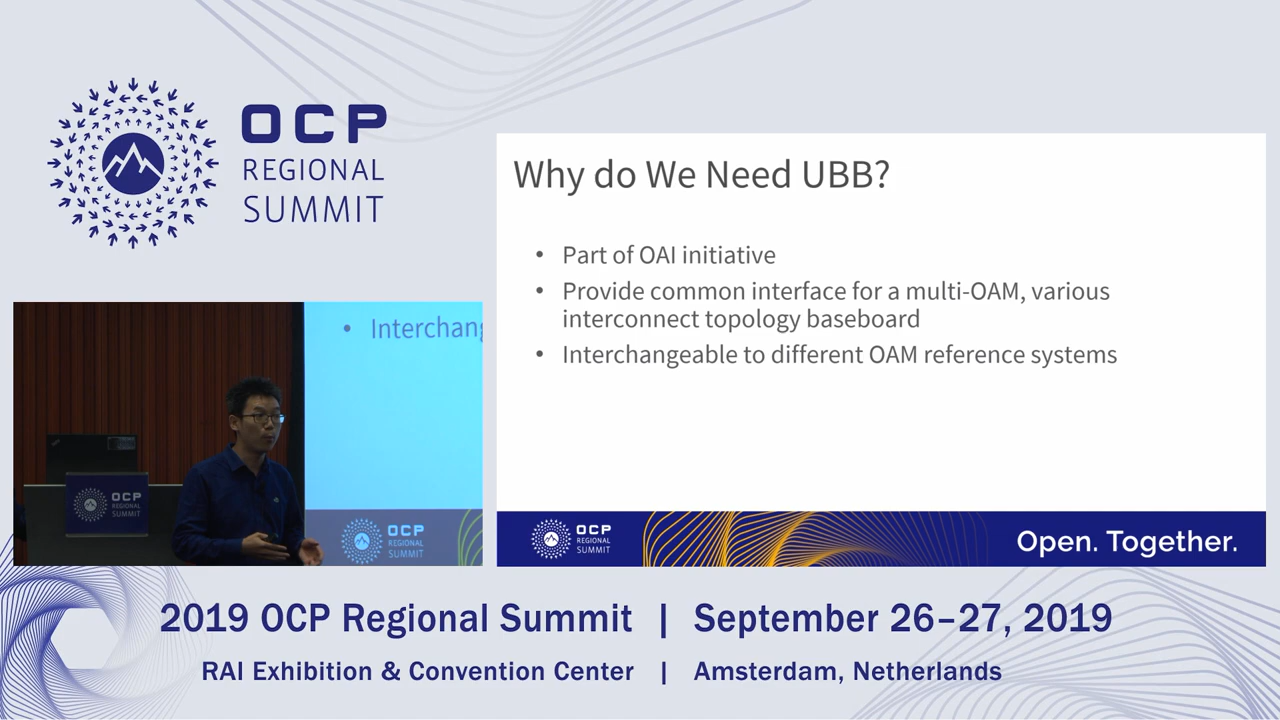 OCP
REGIONAL
SUMMIT
Why do We Need UBB?
• Part of OAI initiative
• Provide common interface for a multi-OAM, various
interconnect topology baseboard
• Interchangeable to different OAM reference systems
• Interchang
OCP
REGIONAL
SUMMIT
OCP
REGIONAL
SUMMIT
OCP
REGIONAL
SUMMIT
Open. Together.
2019 OCP Regional Summit | September 26–27, 2019
RAI Exhibition & Convention Center | Amsterdam, Netherlands